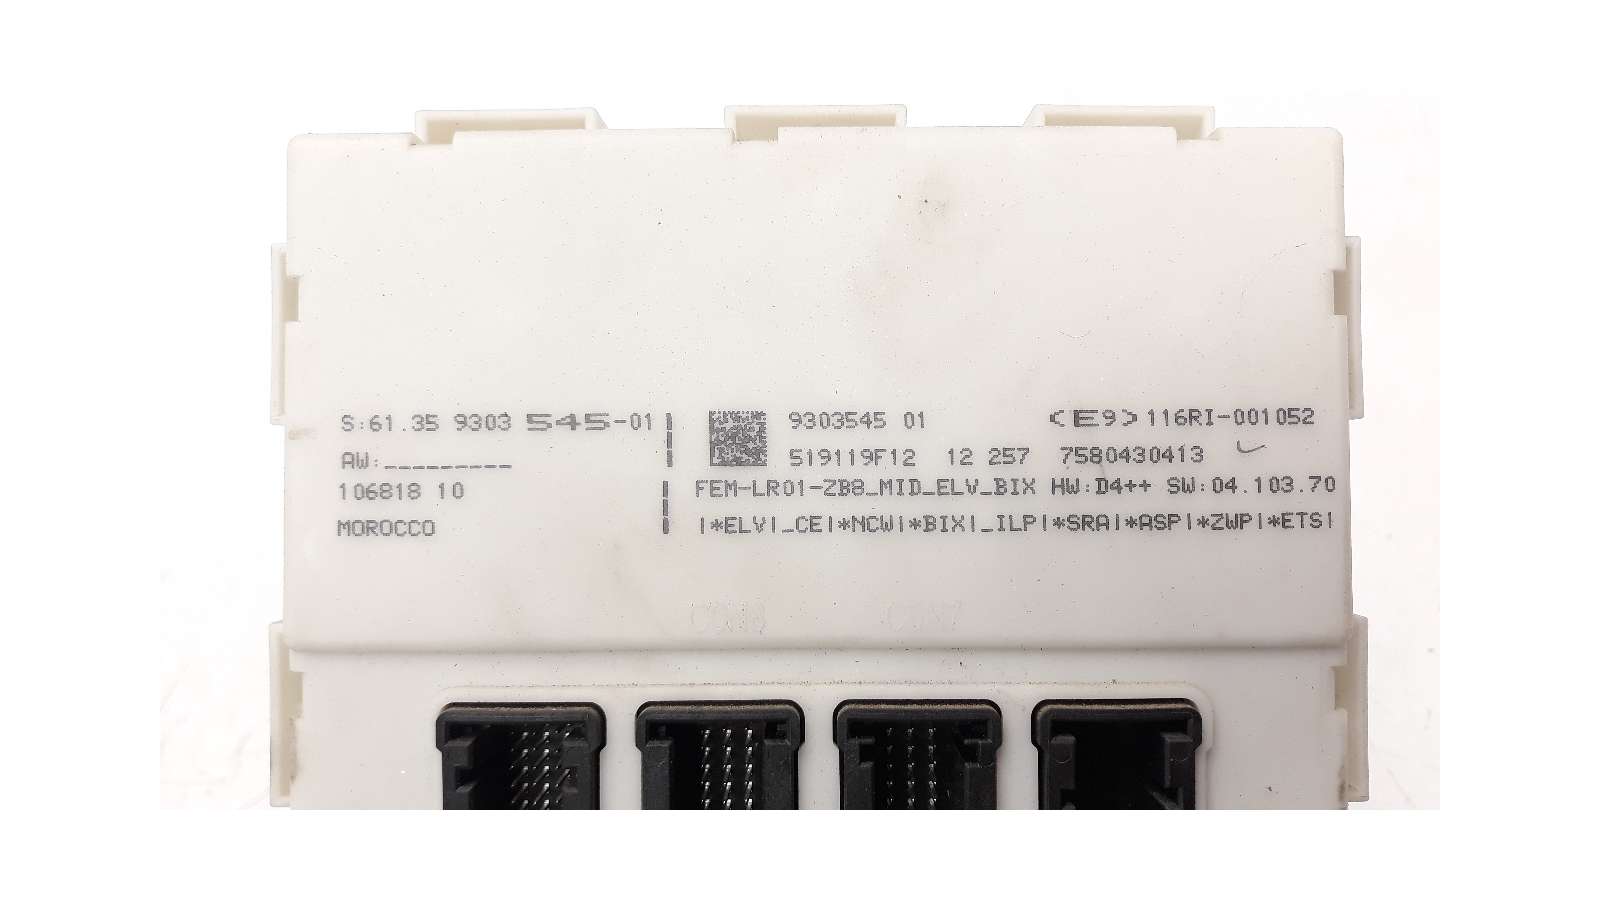 S:61.35 9303 545-01
AW:_________
106818 10
MOROCCO
9303545 01 <E9> 116RI-001052
519119F12 12 257 7580430413
FEM-LR01-ZB8_MID_ELV_BIX HW:D4++ SW:04.103.70
|*ELV|_CE|*NCW|*BIX|_ILP|*SRA|*ASP|*ZWP|*ETS|